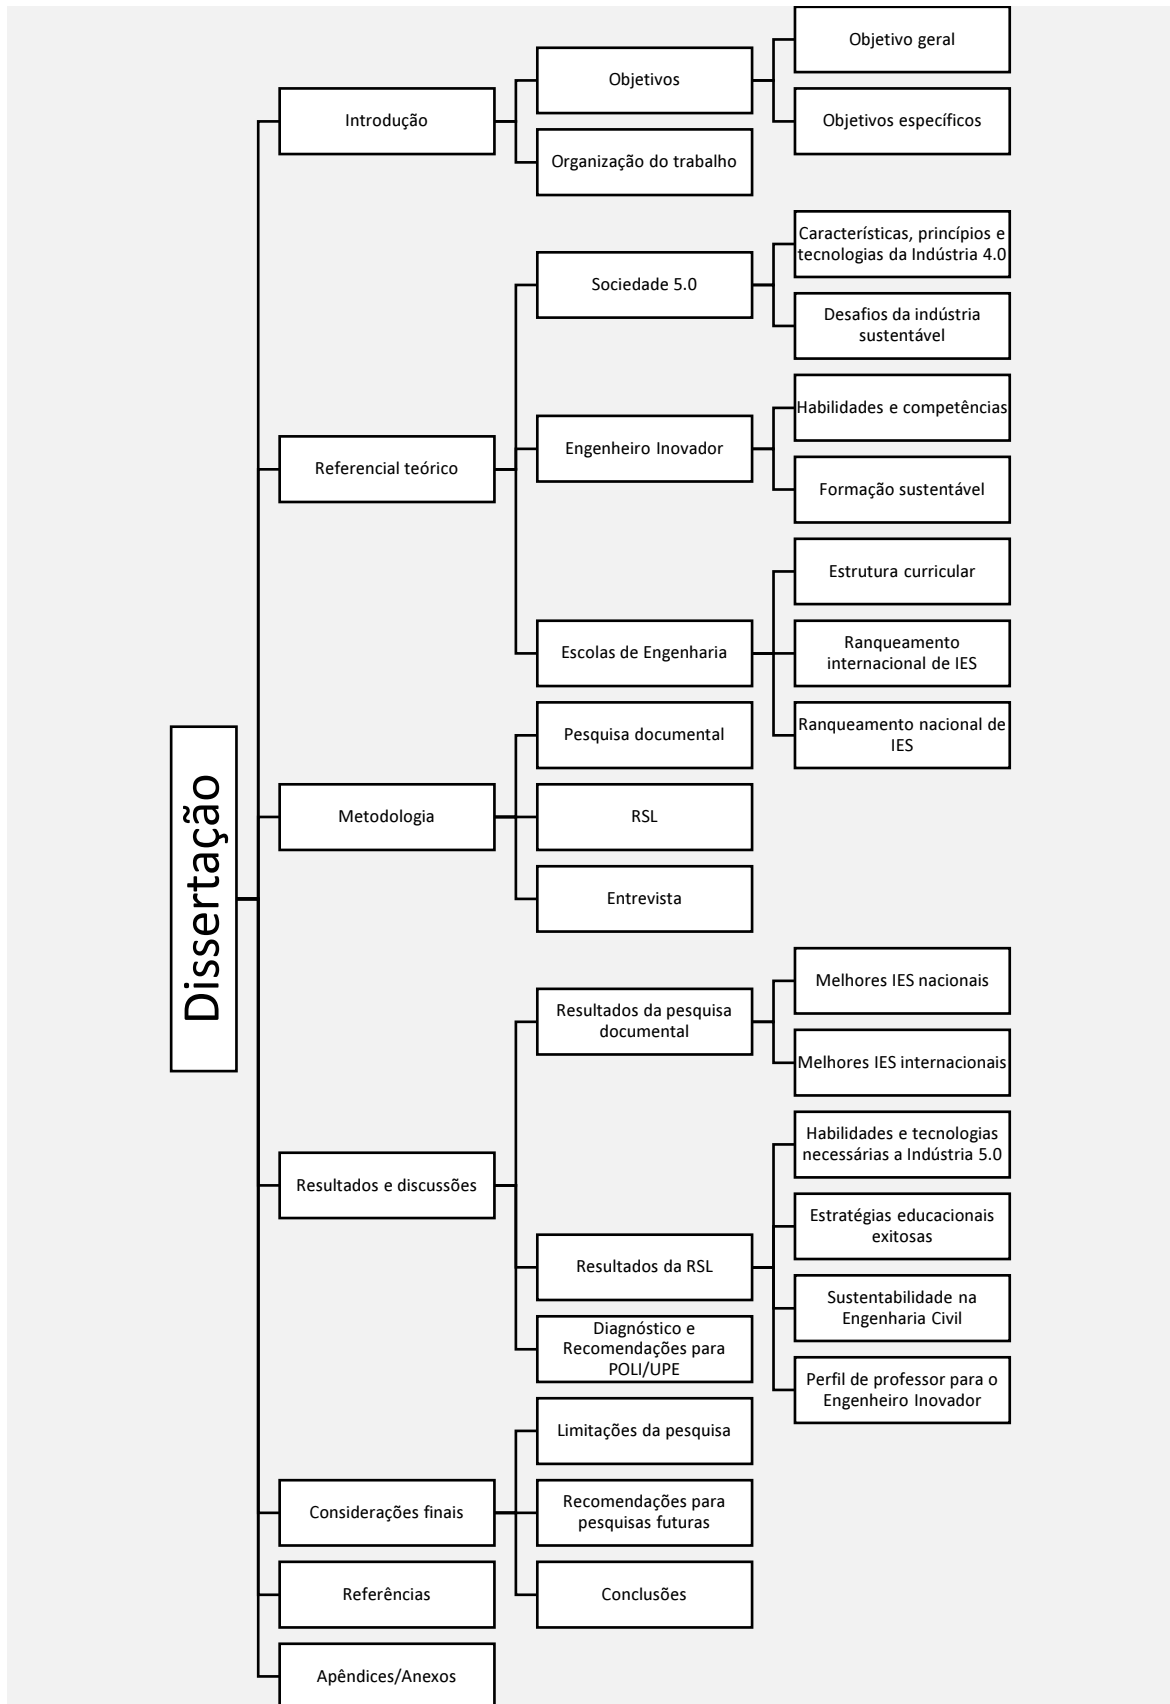 Dissertação
Introdução
Objetivos
Objetivo geral
Objetivos específicos
Organização do trabalho
Referencial teórico
Sociedade 5.0
Características, princípios e
tecnologias da Indústria 4.0
Desafios da indústria
sustentável
Engenheiro Inovador
Habilidades e competências
Formação sustentável
Escolas de Engenharia
Estrutura curricular
Ranqueamento
internacional de IES
Ranqueamento nacional de
IES
Metodologia
Pesquisa documental
RSL
Entrevista
Resultados e discussões
Resultados da pesquisa
documental
Melhores IES nacionais
Melhores IES internacionais
Resultados da RSL
Habilidades e tecnologias
necessárias a Indústria 5.0
Estratégias educacionais
exitosas
Sustentabilidade na
Engenharia Civil
Perfil de professor para o
Engenheiro Inovador
Diagnóstico e
Recomendações para
POLI/UPE
Considerações finais
Limitações da pesquisa
Recomendações para
pesquisas futuras
Conclusões
Referências
Apêndices/Anexos